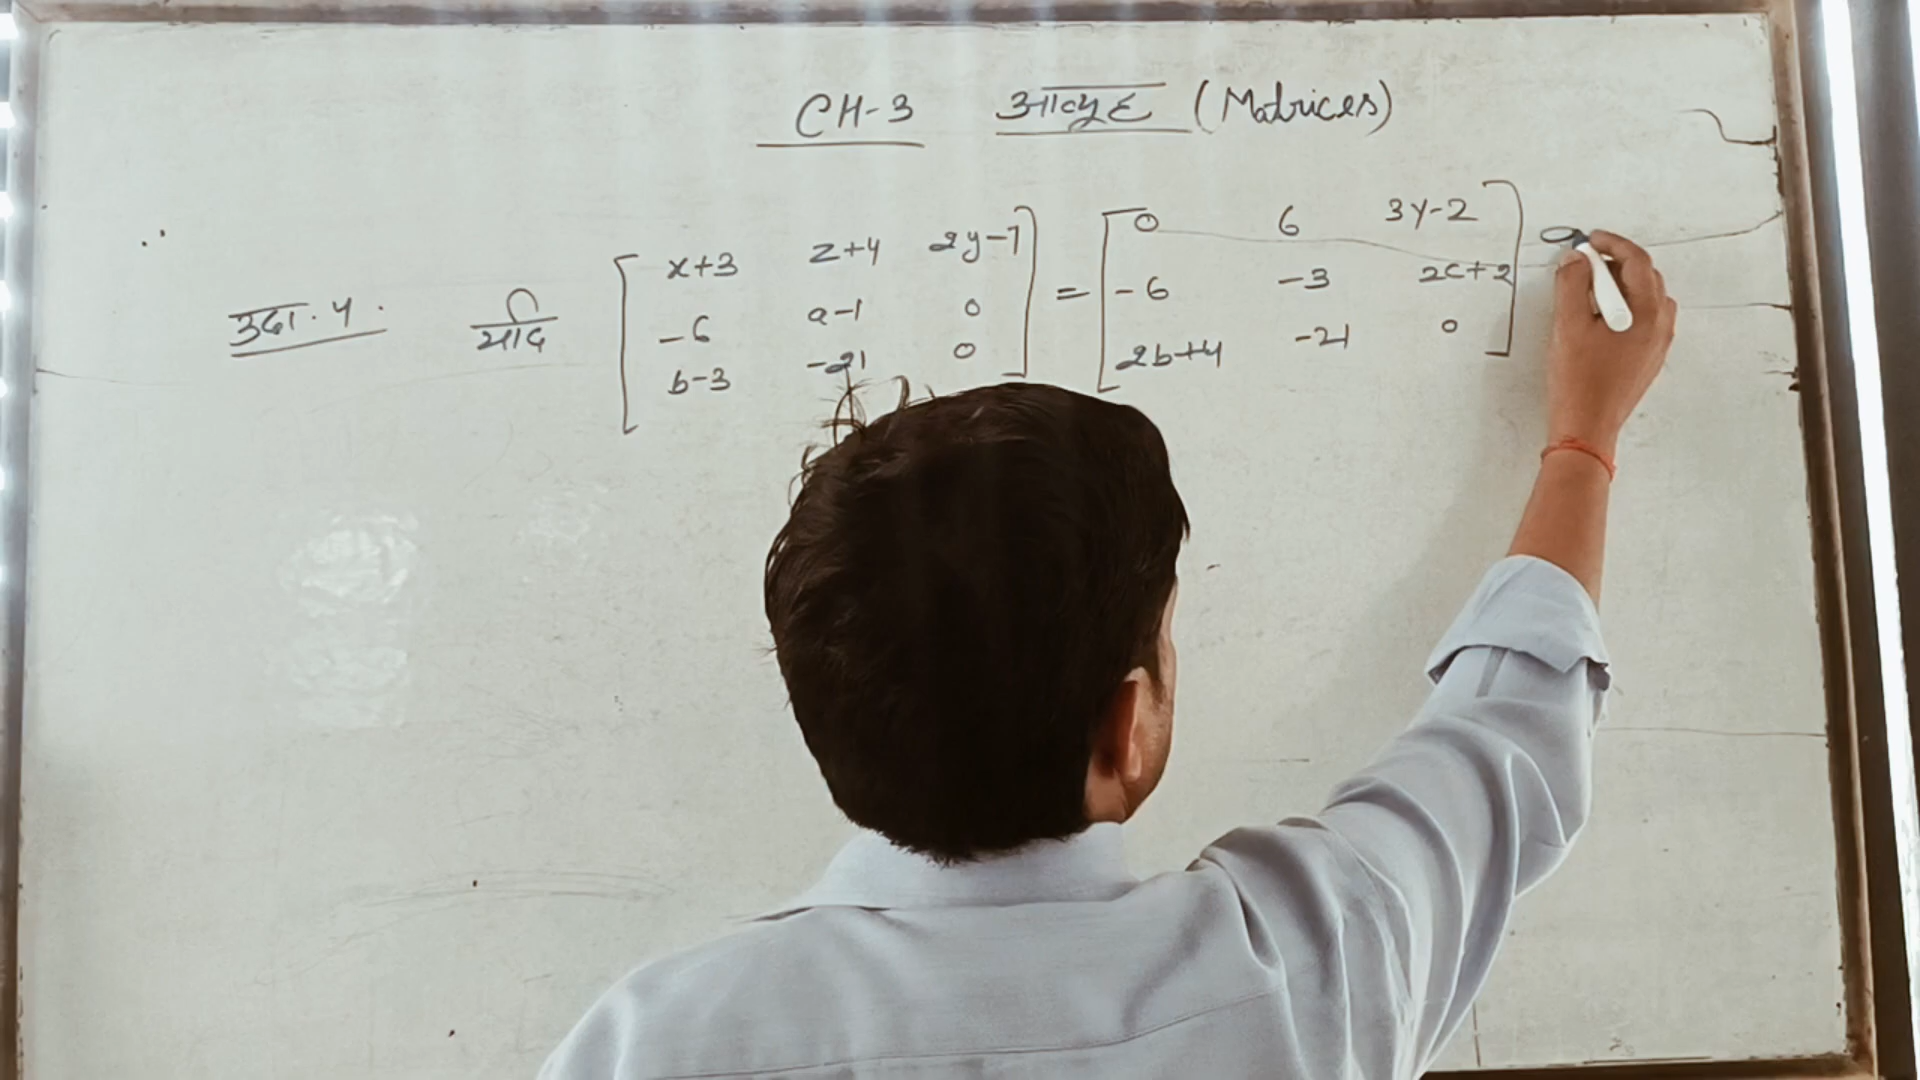 CH-3 आव्यूह (Matrices)
उदा. 4. यदि [ x+3 z+4 2y-7 ] = [ 0 6 3y-2 ]
-6 a-1 0 -6 -3 2c+2
b-3 -21 0 2b+4 -21 0